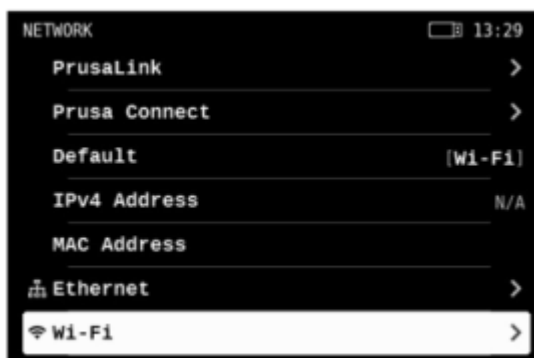 NETWORK 13:29
PrusaLink >
Prusa Connect >
Default [Wi-Fi]
IPv4 Address N/A
MAC Address
Ethernet >
Wi-Fi >